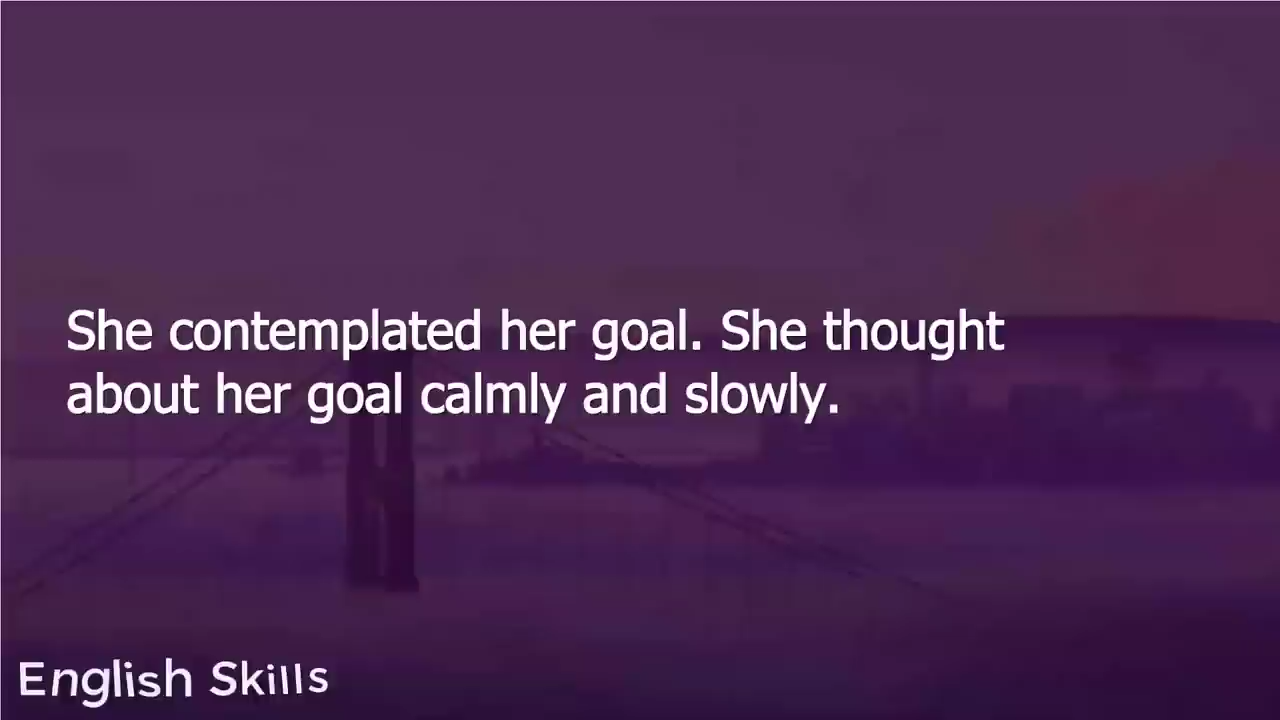 She contemplated her goal. She thought
about her goal calmly and slowly.
English Skills